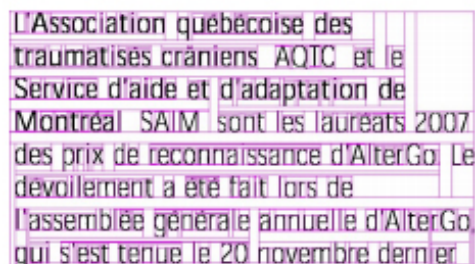 L'Association québécoise des
traumatisés crâniens AQTC et le
Service d'aide et d'adaptation de
Montréal SAIM sont les lauréats 2007
des prix de reconnaissance d'AlterGo Le
dévoilement a été fait lors de
l'assemblée générale annuelle d'AlterGo,
qui s'est tenue le 20 novembre dernier